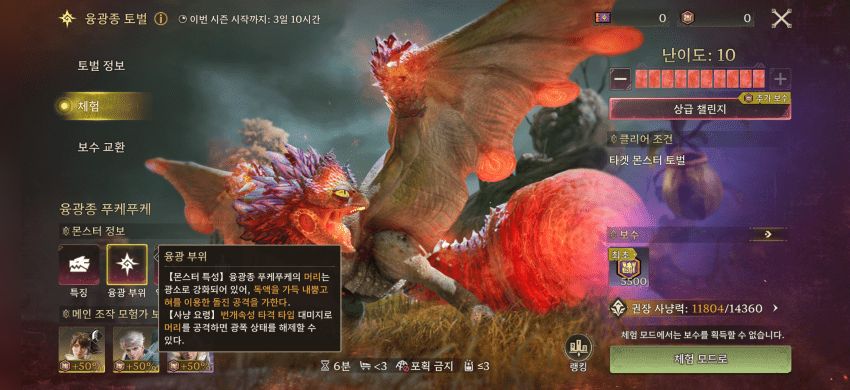 융광종 토벌
이번 시즌 시작까지: 3일 10시간
0
0
토벌 정보
체험
보수 교환
난이도: 10
추가 보수
상급 챌린지
클리어 조건
타켓 몬스터 토벌
융광종 푸케푸케
몬스터 정보
특징
융광 부위
융광 부위
【몬스터 특성】융광종 푸케푸케의 머리는
광소로 강화되어 있어, 독액을 가득 내뿜고
혀를 이용한 돌진 공격을 가한다.
【사냥 요령】번개속성 타격 타입 대미지로
머리를 공격하면 광폭 상태를 해제할 수
있다.
메인 조작 모험가 보
+50%
+50%
+50%
6분
<3
포획 금지
≤3
랭킹
보수
최초
5500
권장 사냥력: 11804/14360
체험 모드에서는 보수를 획득할 수 없습니다.
체험 모드로